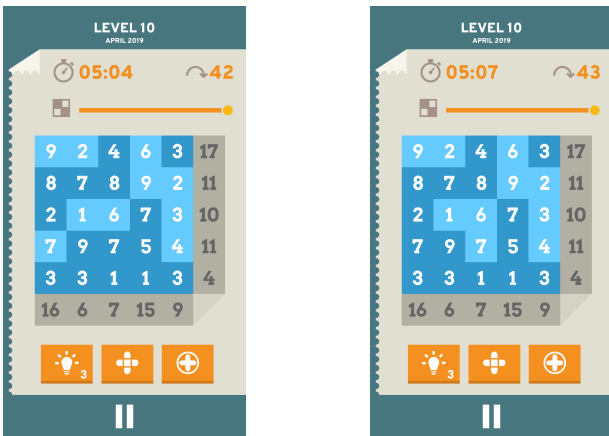 LEVEL 10
APRIL 2019
05:04 42
9 2 4 6 3 17
8 7 8 9 2 11
2 1 6 7 3 10
7 9 7 5 4 11
3 3 1 1 3 4
16 6 7 15 9
3
LEVEL 10
APRIL 2019
05:07 43
9 2 4 6 3 17
8 7 8 9 2 11
2 1 6 7 3 10
7 9 7 5 4 11
3 3 1 1 3 4
16 6 7 15 9
3